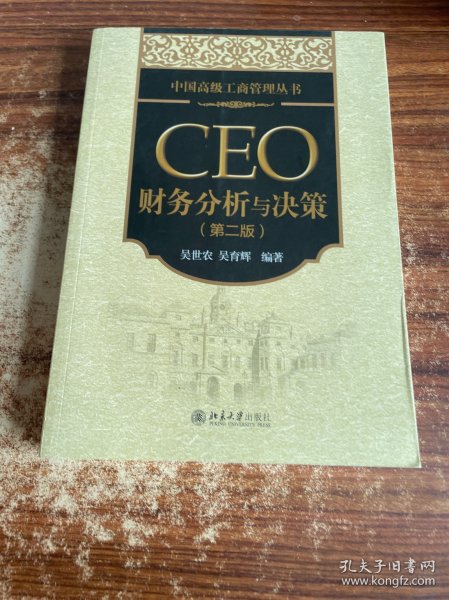 中国高级工商管理丛书
CEO
财务分析与决策
(第二版)
吴世农 吴育辉 编著
北京大学出版社
PEKING UNIVERSITY PRESS
孔夫子旧书网
www.kongfz.com